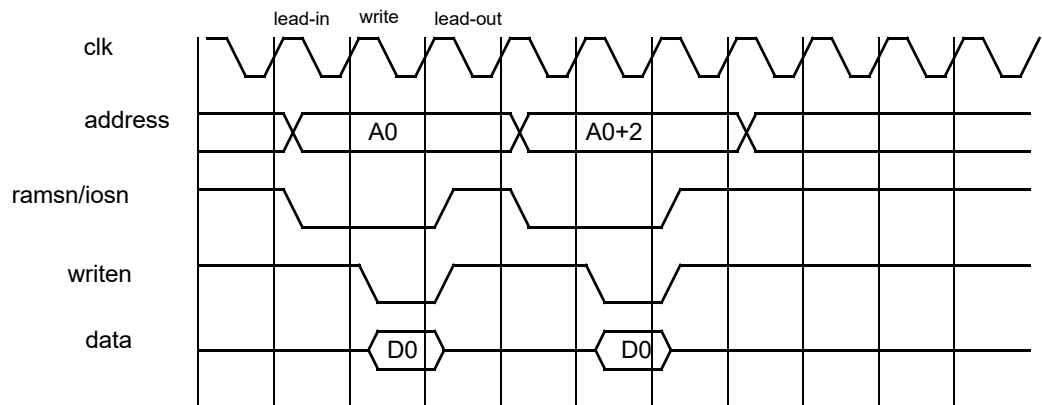 lead-in write lead-out
clk
address A0 A0+2
ramsn/iosn
writen
data D0 D0